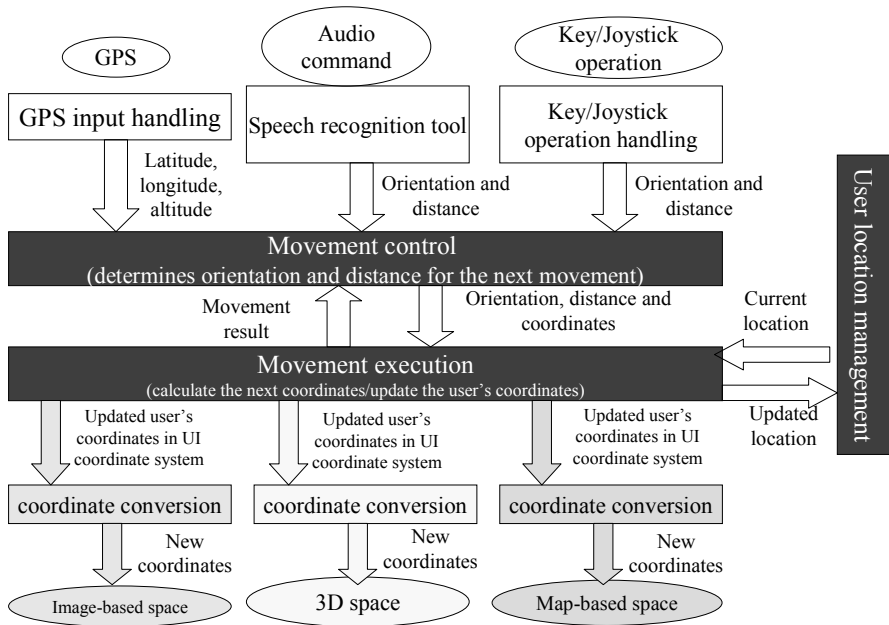 GPS
Audio
command
Key/Joystick
operation
GPS input handling
Speech recognition tool
Key/Joystick
operation handling
Latitude,
longitude,
altitude
Orientation and
distance
Orientation and
distance
Movement control
(determines orientation and distance for the next movement)
Movement
result
Orientation, distance and
coordinates
Current
location
User location management
Movement execution
(calculate the next coordinates/update the user's coordinates)
Updated
location
Updated user's
coordinates in UI
coordinate system
Updated user's
coordinates in UI
coordinate system
Updated user's
coordinates in UI
coordinate system
coordinate conversion
coordinate conversion
coordinate conversion
New
coordinates
New
coordinates
New
coordinates
Image-based space
3D space
Map-based space